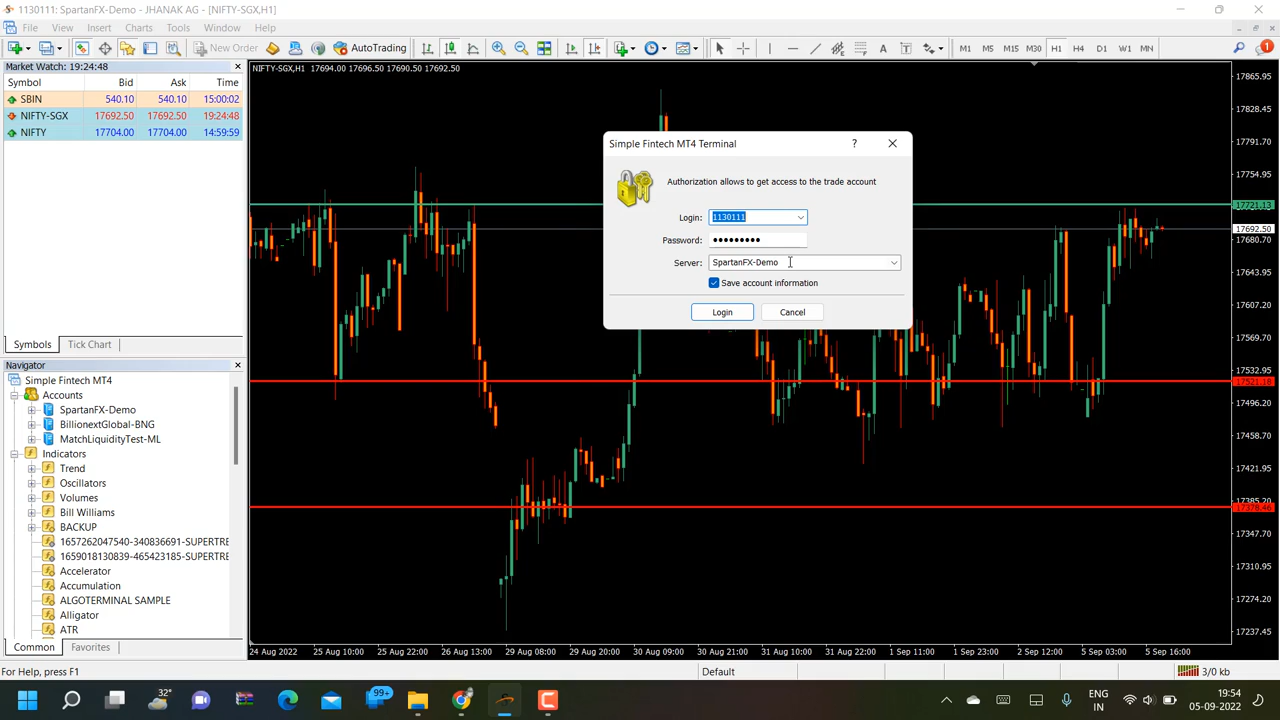 1130111: SpartanFX-Demo - JHANAK AG - [NIFTY-SGX,H1]
File View Insert Charts Tools Window Help
New Order AutoTrading M1 M5 M15 M30 H1 H4 D1 W1 MN 1
Market Watch: 19:24:48
Symbol Bid Ask Time
SBIN 540.10 540.10 15:00:02
NIFTY-SGX 17692.50 17692.50 19:24:48
NIFTY 17704.00 17704.00 14:59:59
Symbols Tick Chart
Navigator
Simple Fintech MT4
Accounts
SpartanFX-Demo
BillionextGlobal-BNG
MatchLiquidityTest-ML
Indicators
Trend
Oscillators
Volumes
Bill Williams
BACKUP
1657262047540-340836691-SUPERTRE
1659018130839-465423185-SUPERTRE
Accelerator
Accumulation
ALGOTERMINAL SAMPLE
Alligator
ATR
Common Favorites
NIFTY-SGX,H1 17694.00 17696.50 17690.50 17692.50
Simple Fintech MT4 Terminal ?
Authorization allows to get access to the trade account
Login: 1130111
Password: •••••••••
Server: SpartanFX-Demo
Save account information
Login Cancel
17865.95
17828.45
17791.70
17754.95
17721.13
17692.50
17680.70
17643.95
17607.20
17569.70
17532.95
17521.18
17496.20
17458.70
17421.95
17385.20
17378.46
17347.70
17310.95
17274.20
17237.45
24 Aug 2022 25 Aug 10:00 25 Aug 22:00 26 Aug 13:00 29 Aug 08:00 29 Aug 20:00 30 Aug 09:00 30 Aug 21:00 31 Aug 10:00 31 Aug 22:00 1 Sep 11:00 1 Sep 23:00 2 Sep 12:00 5 Sep 03:00 5 Sep 16:00
For Help, press F1 Default 3/0 kb
32° 99+ ENG IN 19:54 05-09-2022